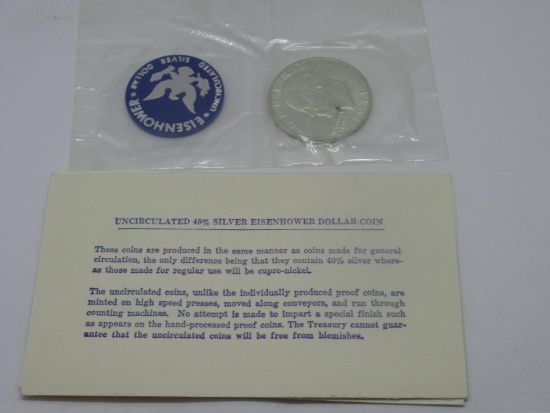 EISENHOWER ★ UNCIRCULATED SILVER DOLLAR ★
LIBERTY
UNCIRCULATED 40% SILVER EISENHOWER DOLLAR COIN
These coins are produced in the same manner as coins made for general
circulation, the only difference being that they contain 40% silver where-
as those made for regular use will be cupro-nickel.
The uncirculated coins, unlike the individually produced proof coins, are
minted on high speed presses, moved along conveyors, and run through
counting machines. No attempt is made to impart a special finish such
as appears on the hand-processed proof coins. The Treasury cannot guar-
antee that the uncirculated coins will be free from blemishes.